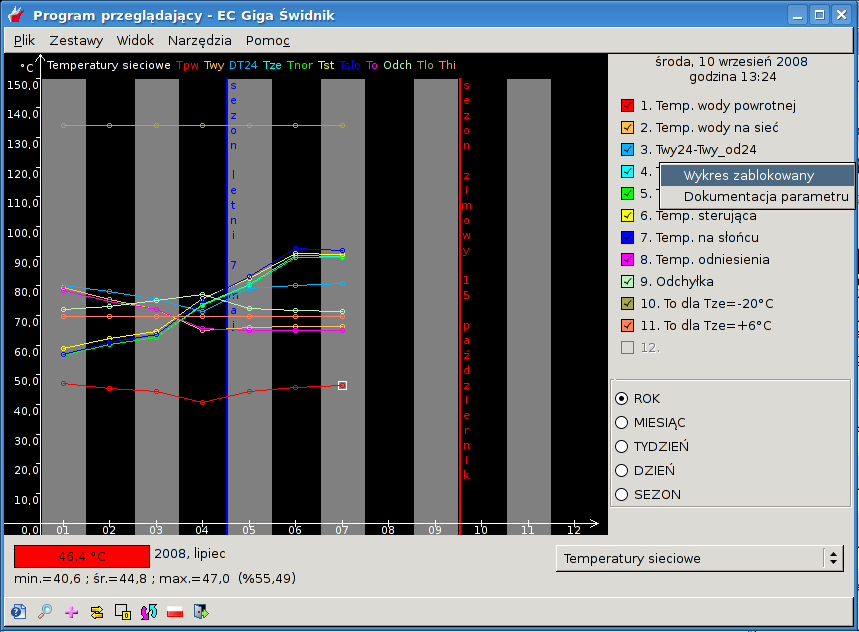 Program przeglądający - EC Giga Świdnik
Plik Zestawy Widok Narzędzia Pomoc
°C Temperatury sieciowe Tpw Twy DT24 Tze Tnor Tst Tslo To Odch Tlo Thi
150,0
140,0
130,0
120,0
110,0
100,0
90,0
80,0
70,0
60,0
50,0
40,0
30,0
20,0
10,0
0,0
01 02 03 04 05 06 07 08 09 10 11 12
sezon letni 7 maj
sezon zimowy 15 październik
środa, 10 wrzesień 2008
godzina 13:24
1. Temp. wody powrotnej
2. Temp. wody na sieć
3. Twy24-Twy_od24
4.
Wykres zablokowany
5.
Dokumentacja parametru
6. Temp. sterująca
7. Temp. na słońcu
8. Temp. odniesienia
9. Odchyłka
10. To dla Tze=-20°C
11. To dla Tze=+6°C
12.
ROK
MIESIĄC
TYDZIEŃ
DZIEŃ
SEZON
46.4 °C 2008, lipiec
min.=40,6 ; śr.=44,8 ; max.=47,0 (%55,49)
Temperatury sieciowe